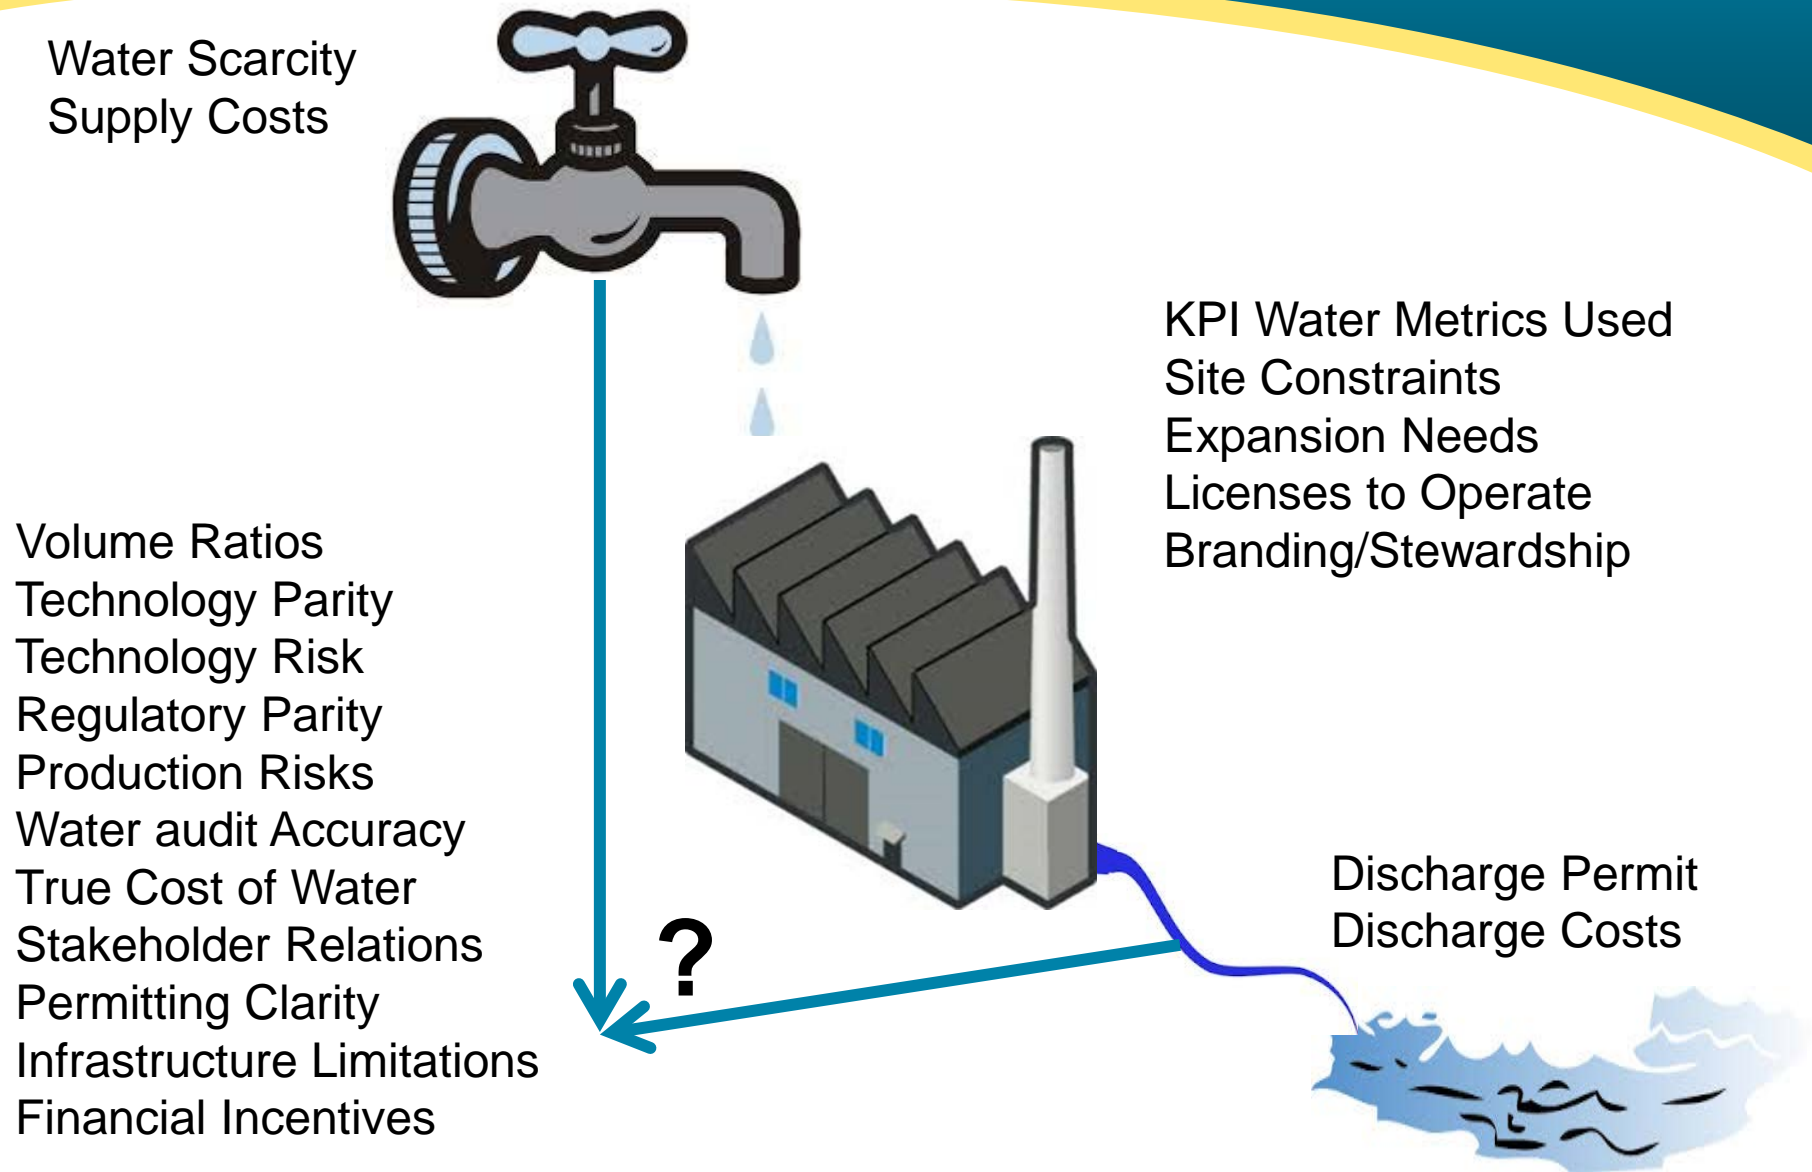 Water Scarcity
Supply Costs
KPI Water Metrics Used
Site Constraints
Expansion Needs
Licenses to Operate
Branding/Stewardship
Volume Ratios
Technology Parity
Technology Risk
Regulatory Parity
Production Risks
Water audit Accuracy
True Cost of Water
Stakeholder Relations
Permitting Clarity
Infrastructure Limitations
Financial Incentives
?
Discharge Permit
Discharge Costs